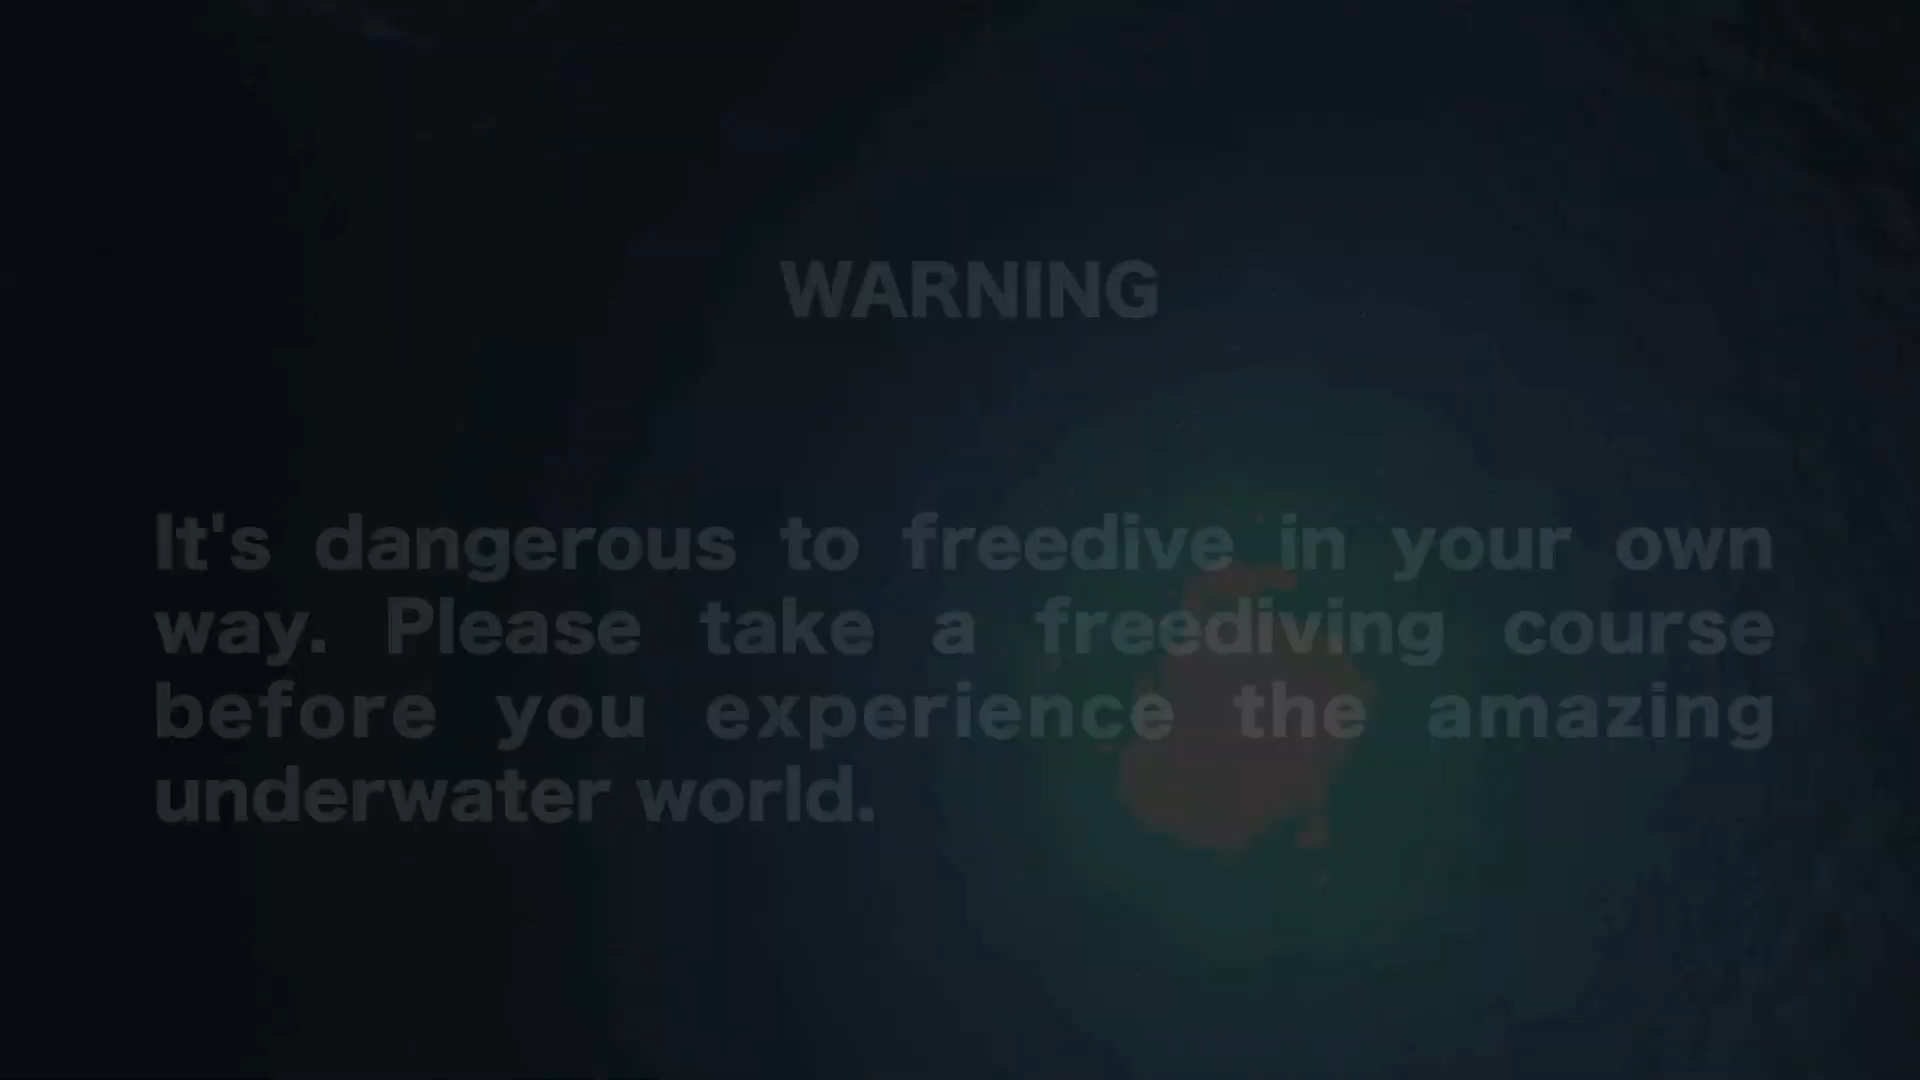 WARNING
It's dangerous to freedive in your own
way. Please take a freediving course
before you experience the amazing
underwater world.